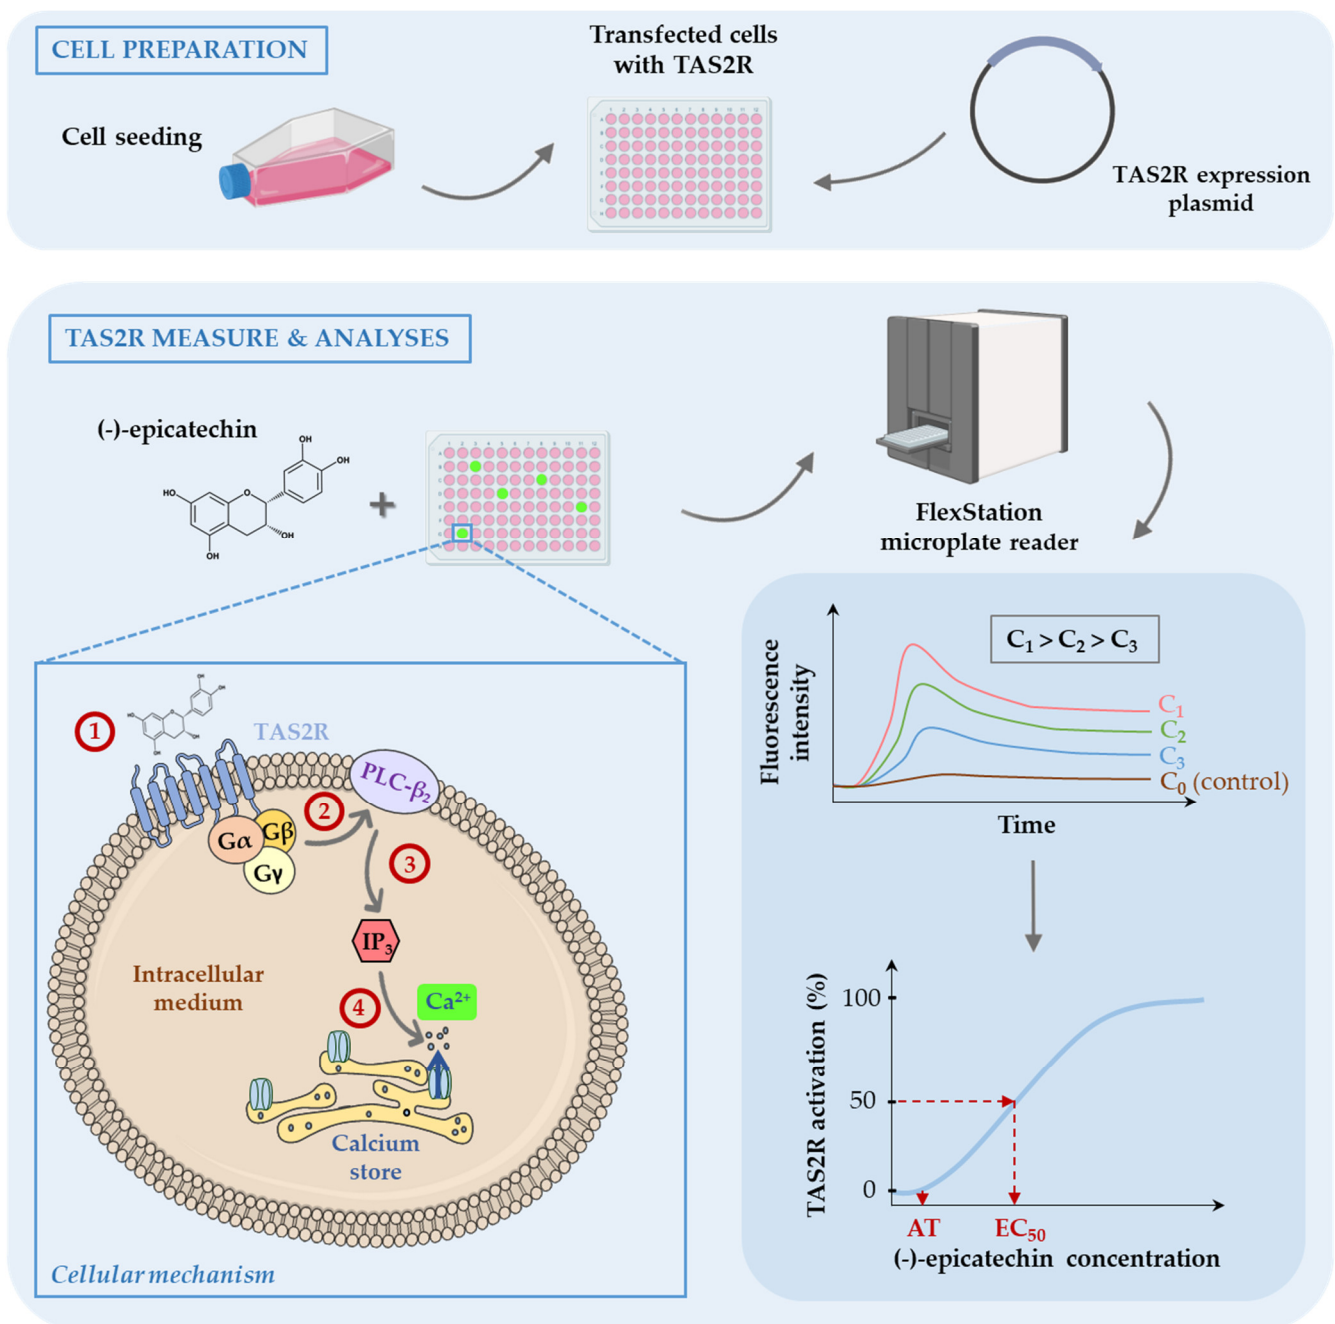 CELL PREPARATION
Transfected cells
with TAS2R
Cell seeding
TAS2R expression
plasmid
TAS2R MEASURE & ANALYSES
(-)-epicatechin
OH
OH
HO
O
OH
OH
+
FlexStation
microplate reader
1
TAS2R
PLC-β₂
2
Gα
Gβ
Gγ
3
IP₃
Intracellular
medium
4
Ca²⁺
Calcium
store
Cellular mechanism
Fluorescence
intensity
C₁ > C₂ > C₃
C₁
C₂
C₃
C₀ (control)
Time
TAS2R activation (%)
100
50
0
AT
EC₅₀
(-)-epicatechin concentration